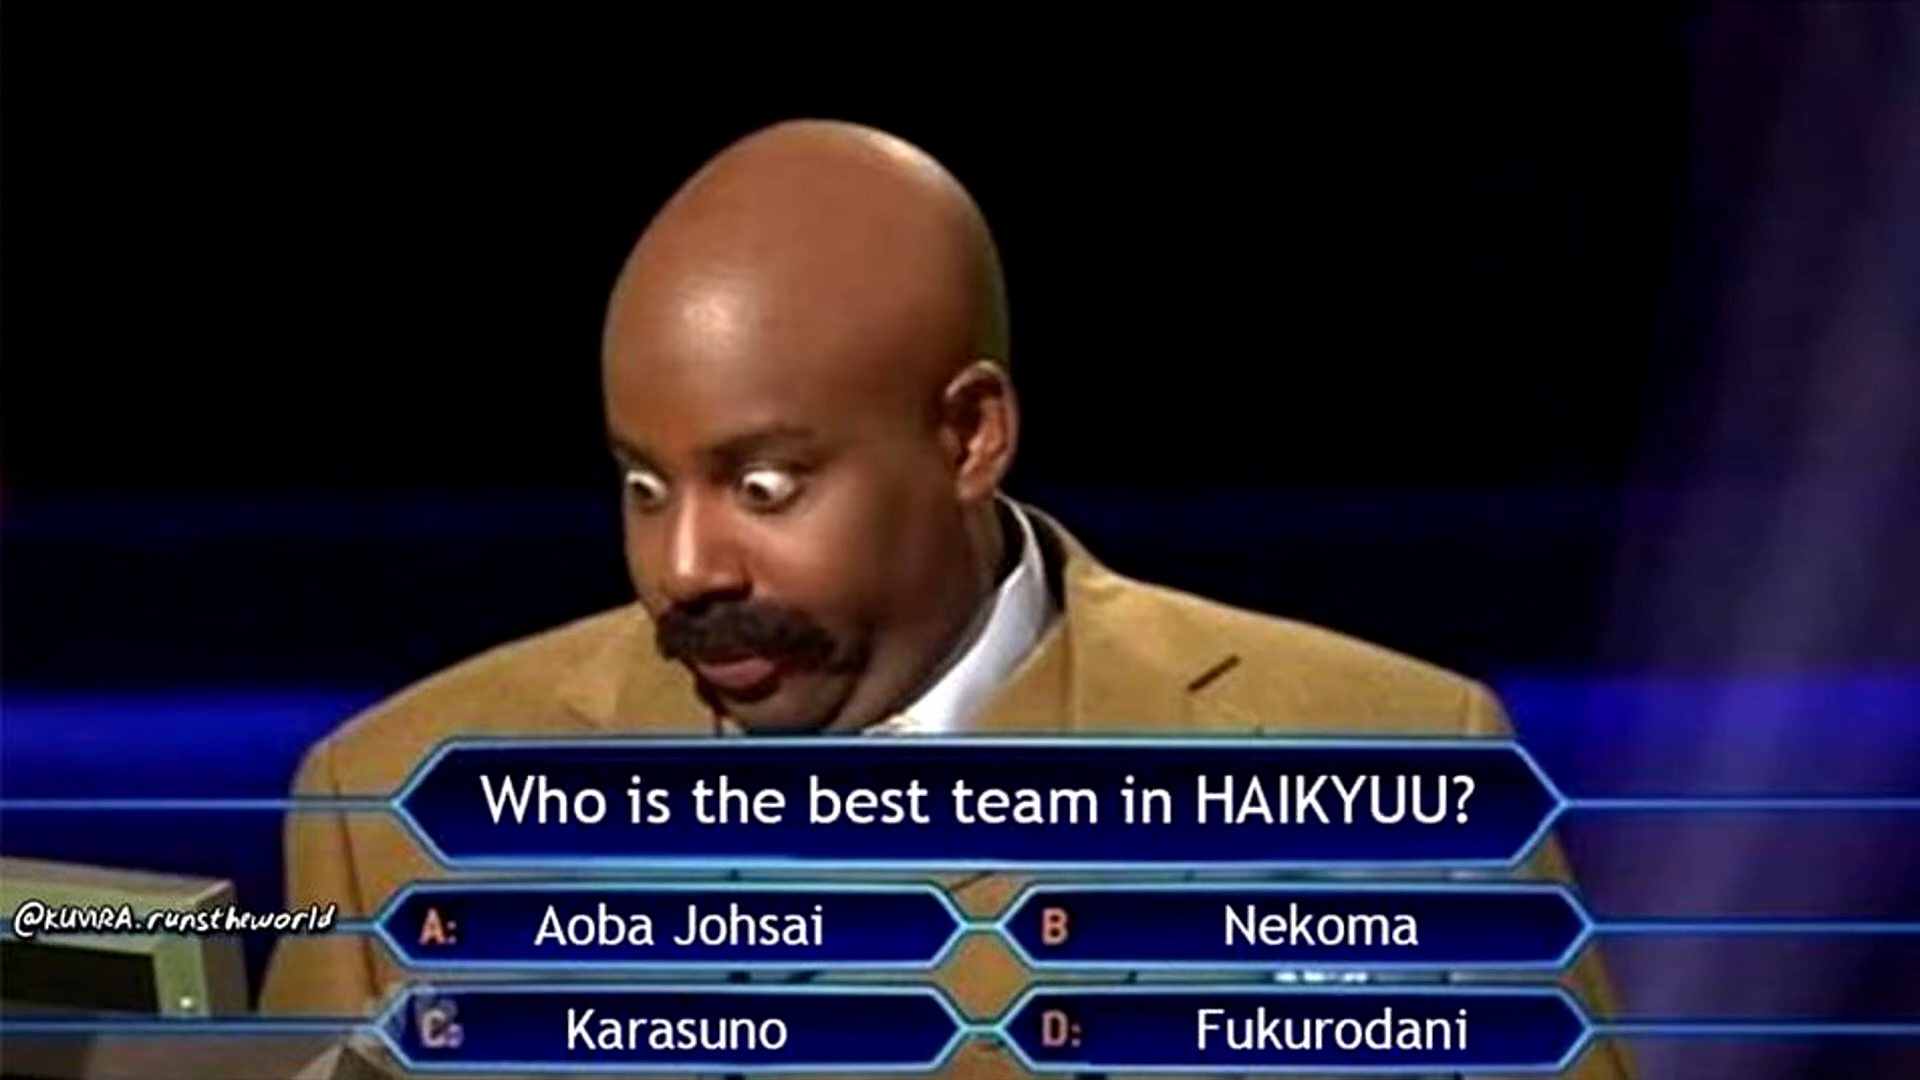 Who is the best team in HAIKYUU?
@KUVIRA.runstheworld
A: Aoba Johsai
B Nekoma
C: Karasuno
D: Fukurodani